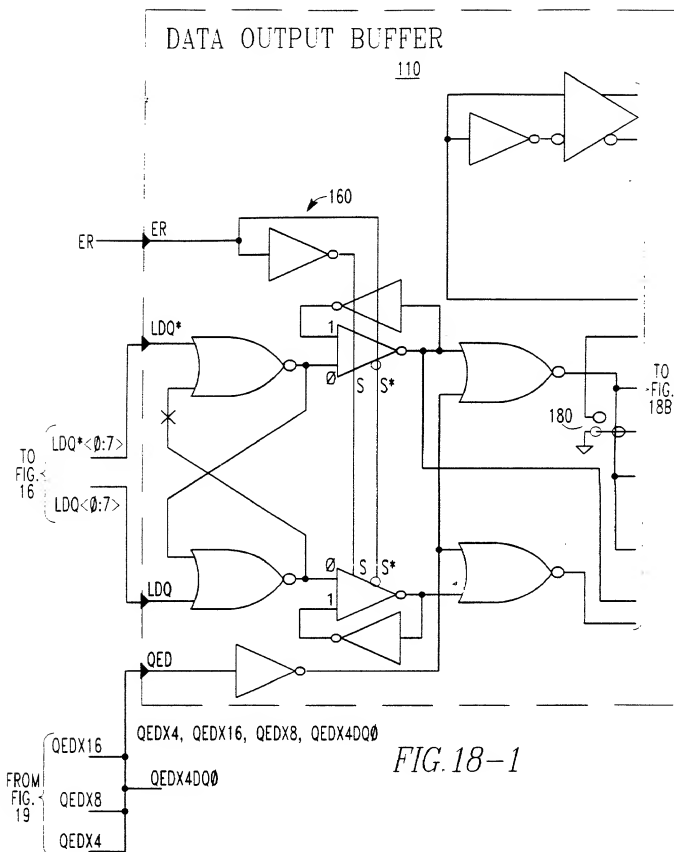 DATA OUTPUT BUFFER
110
160
ER
ER
LDQ*
1
Ø
S
S*
TO
FIG.
18B
180
LDQ*<Ø:7>
TO
FIG.
16
LDQ<Ø:7>
Ø
S
S*
1
LDQ
QED
QEDX4, QEDX16, QEDX8, QEDX4DQØ
QEDX16
QEDX4DQØ
FROM
FIG.
19
QEDX8
QEDX4
FIG.18-1